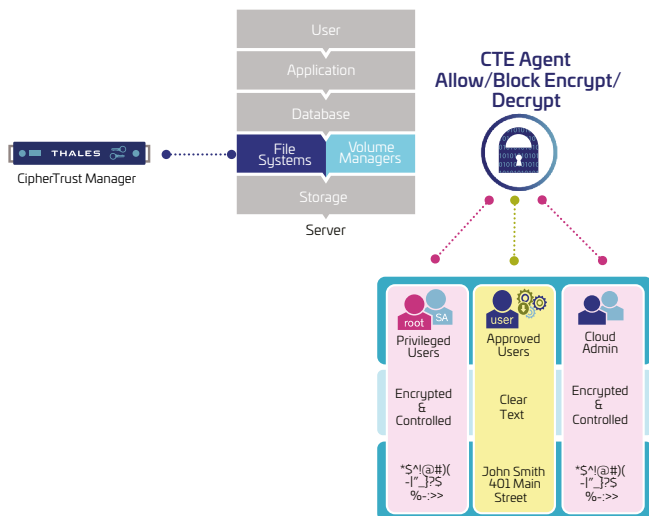 User
Application
Database
File
Systems
Volume
Managers
Storage
Server
THALES
CipherTrust Manager
CTE Agent
Allow/Block Encrypt/
Decrypt
root
SA
Privileged
Users
user
Approved
Users
Cloud
Admin
Encrypted
&
Controlled
Clear
Text
Encrypted
&
Controlled
*$^!@#)(
-|"_}?$
%-:>>
John Smith
401 Main
Street
*$^!@#)(
-|"_}?$
%-:>>